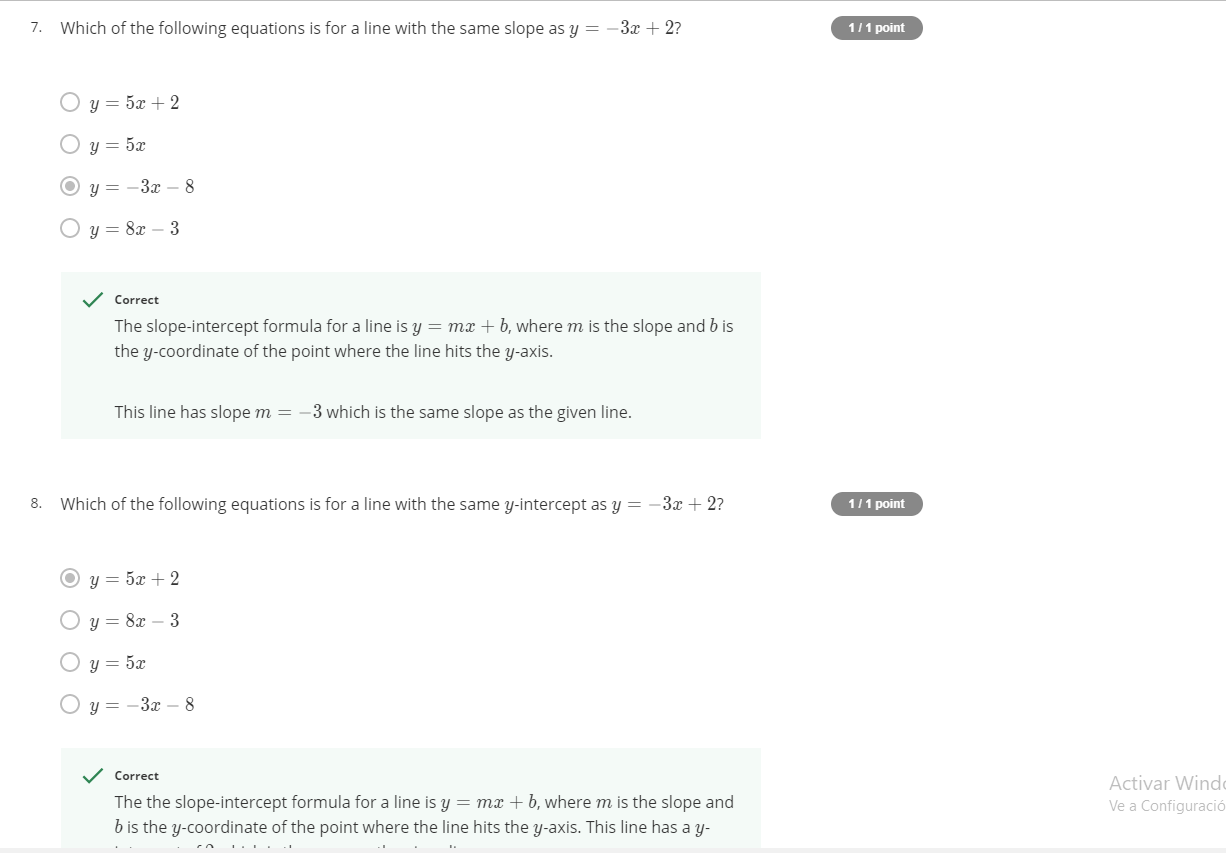 7. Which of the following equations is for a line with the same slope as y = −3x + 2?
1 / 1 point
y = 5x + 2
y = 5x
y = −3x − 8
y = 8x − 3
Correct
The slope-intercept formula for a line is y = mx + b, where m is the slope and b is
the y-coordinate of the point where the line hits the y-axis.
This line has slope m = −3 which is the same slope as the given line.
8. Which of the following equations is for a line with the same y-intercept as y = −3x + 2?
1 / 1 point
y = 5x + 2
y = 8x − 3
y = 5x
y = −3x − 8
Correct
The the slope-intercept formula for a line is y = mx + b, where m is the slope and
b is the y-coordinate of the point where the line hits the y-axis. This line has a y-
Activar Windo
Ve a Configuració